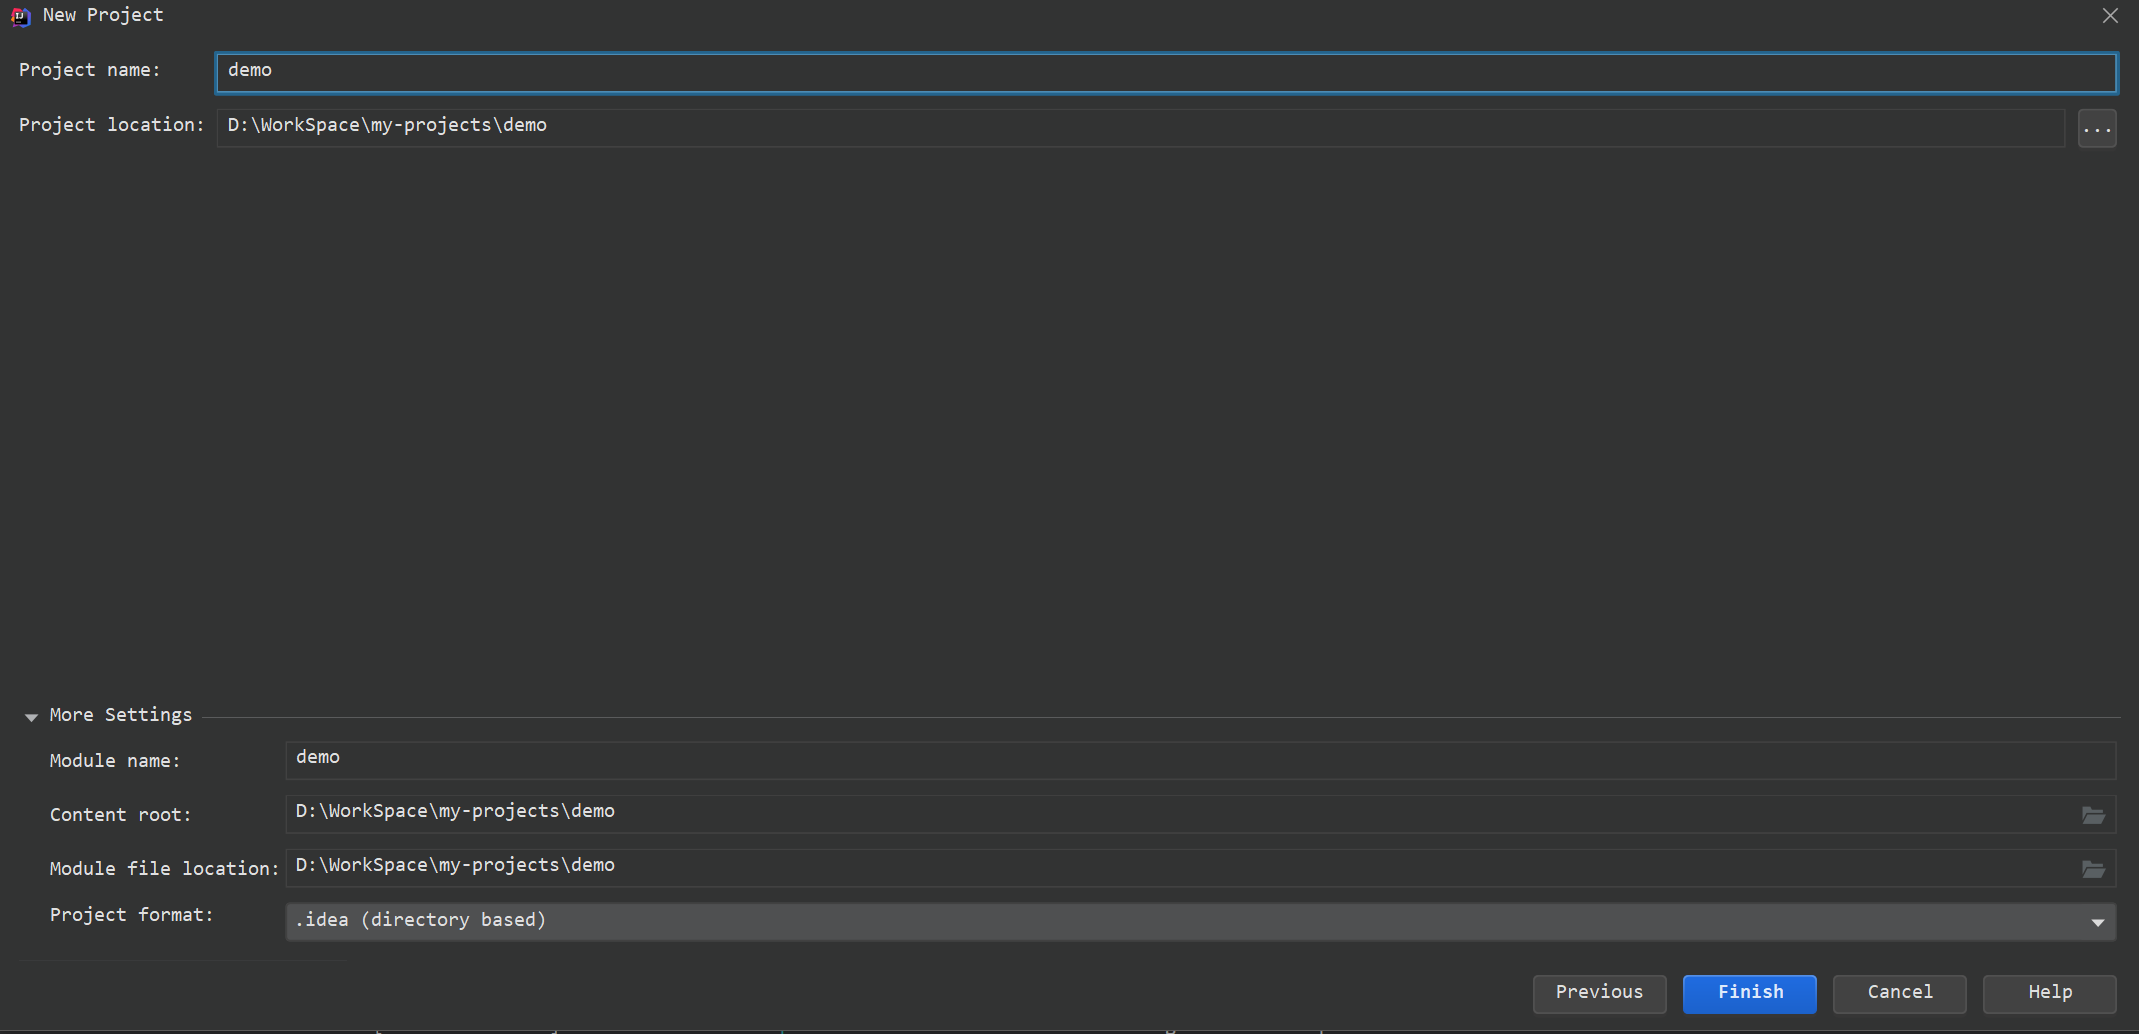 New Project
Project name: demo
Project location: D:\WorkSpace\my-projects\demo ...
More Settings
Module name: demo
Content root: D:\WorkSpace\my-projects\demo
Module file location: D:\WorkSpace\my-projects\demo
Project format: .idea (directory based)
Previous Finish Cancel Help